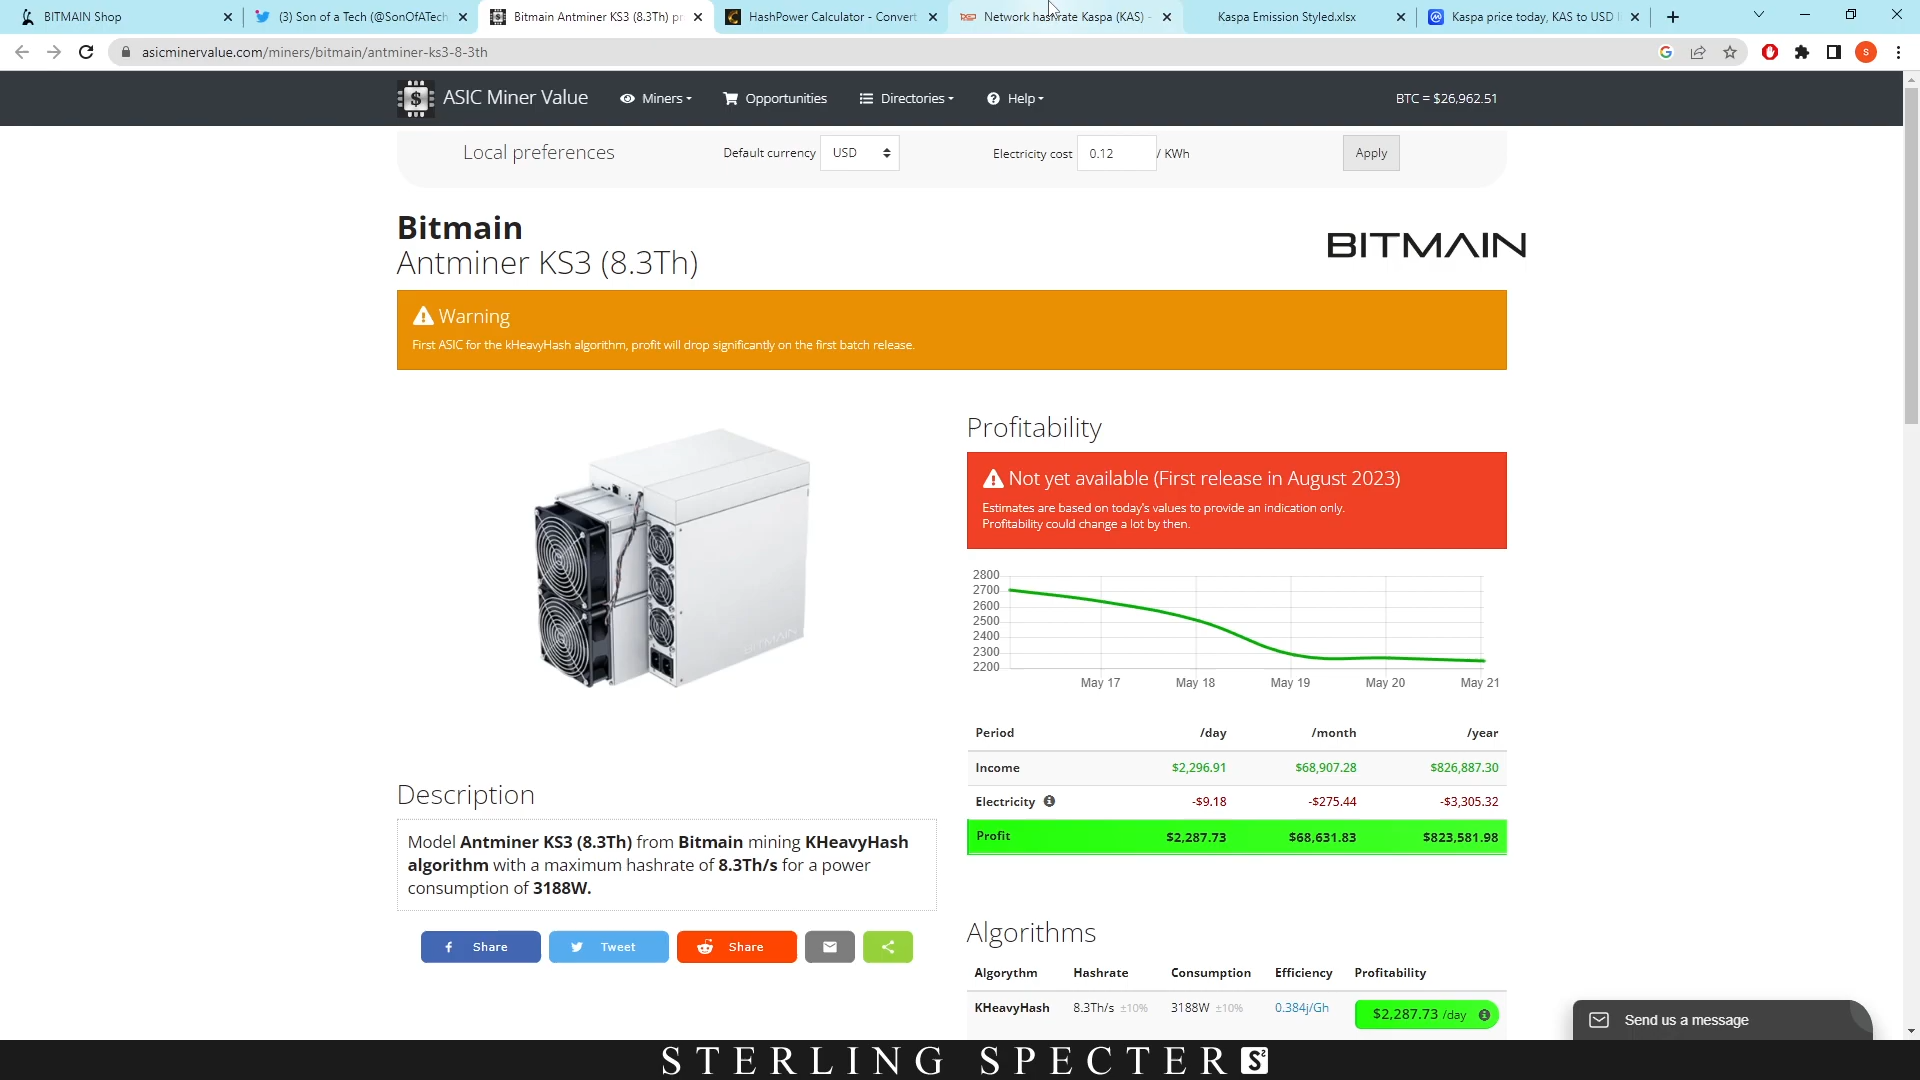 BITMAIN Shop
(3) Son of a Tech (@SonOfATech
Bitmain Antminer KS3 (8.3Th) pr
HashPower Calculator - Convert
Network hashrate Kaspa (KAS) -
Kaspa Emission Styled.xlsx
Kaspa price today, KAS to USD li
asicminervalue.com/miners/bitmain/antminer-ks3-8-3th
S
ASIC Miner Value
Miners
Opportunities
Directories
Help
BTC = $26,962.51
Local preferences
Default currency
USD
Electricity cost
0.12
/ KWh
Apply
Bitmain
Antminer KS3 (8.3Th)
BITMAIN
Warning
First ASIC for the kHeavyHash algorithm, profit will drop significantly on the first batch release.
Profitability
Not yet available (First release in August 2023)
Estimates are based on today's values to provide an indication only.
Profitability could change a lot by then.
2800
2700
2600
2500
2400
2300
2200
May 17 May 18 May 19 May 20 May 21
Period /day /month /year
Income $2,296.91 $68,907.28 $826,887.30
Electricity -$9.18 -$275.44 -$3,305.32
Profit $2,287.73 $68,631.83 $823,581.98
BITMAIN
Description
Model Antminer KS3 (8.3Th) from Bitmain mining KHeavyHash
algorithm with a maximum hashrate of 8.3Th/s for a power
consumption of 3188W.
Share
Tweet
Share
Algorithms
Algorythm Hashrate Consumption Efficiency Profitability
KHeavyHash 8.3Th/s ±10% 3188W ±10% 0.384j/Gh $2,287.73 /day
Send us a message
STERLING SPECTER S²